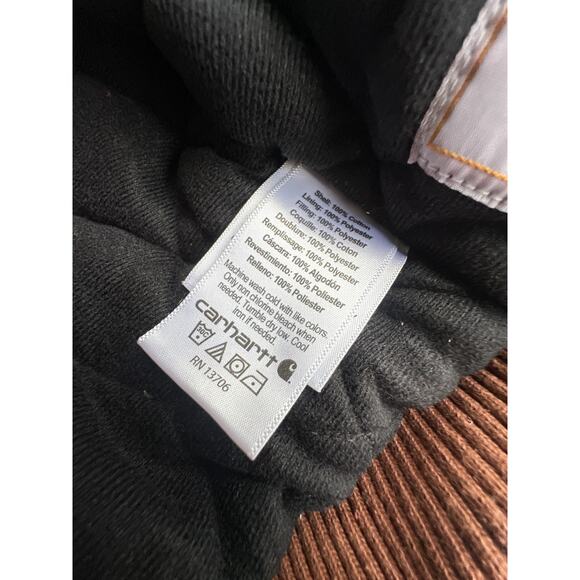 Shell: 100% Cotton
Lining: 100% Polyester
Filling: 100% Polyester
Coquille: 100% Coton
Doublure: 100% Polyester
Remplissage: 100% Polyester
Cáscara: 100% Algodón
Revestimiento: 100% Poliester
Releno: 100% Poliester
Machine wash cold with like colors.
Only non chlorine bleach when
needed. Tumble dry low. Cool
iron if needed.
carhartt
RN 13706